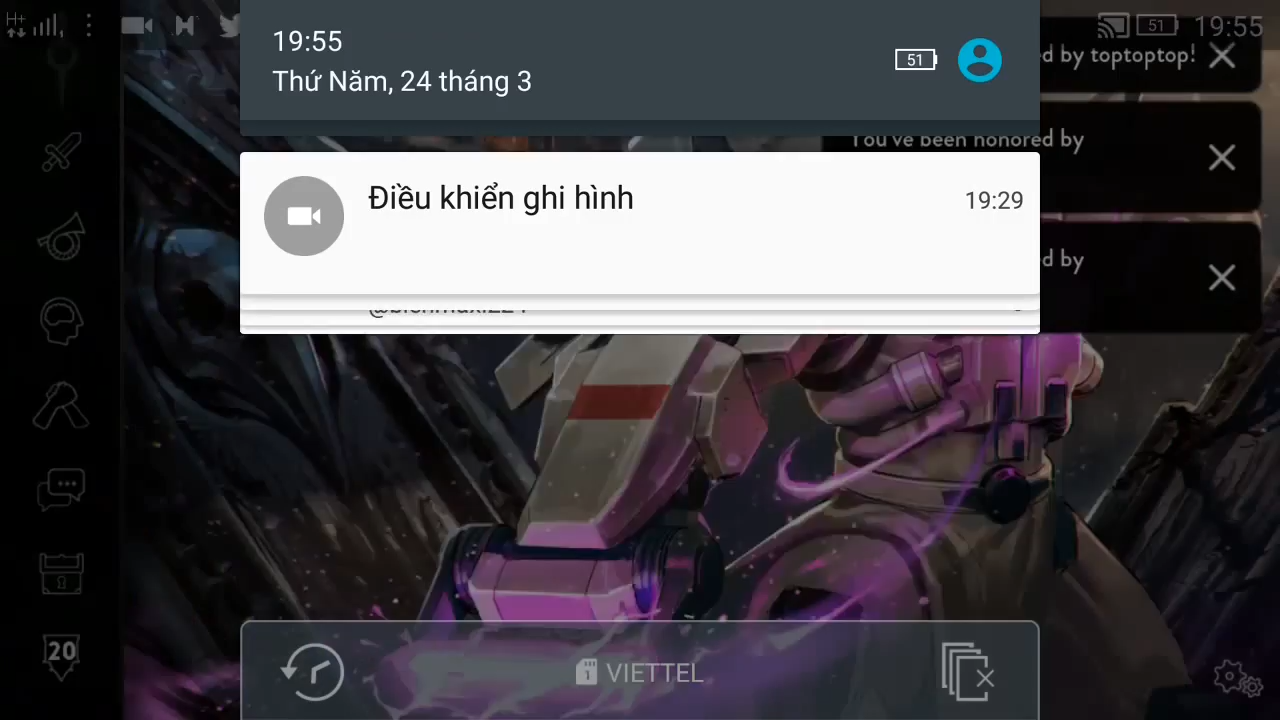 H+
51
19:55
19:55
Thứ Năm, 24 tháng 3
51
by toptoptop!
You've been honored by
Điều khiển ghi hình
19:29
by
20
1
VIETTEL